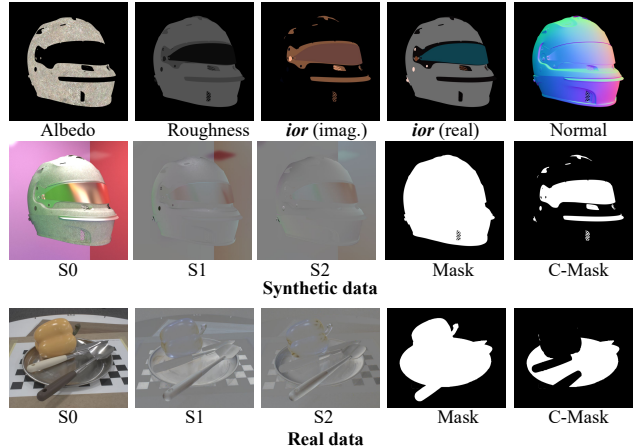 Albedo Roughness ior (imag.) ior (real) Normal
S0 S1 S2 Mask C-Mask
Synthetic data
S0 S1 S2 Mask C-Mask
Real data